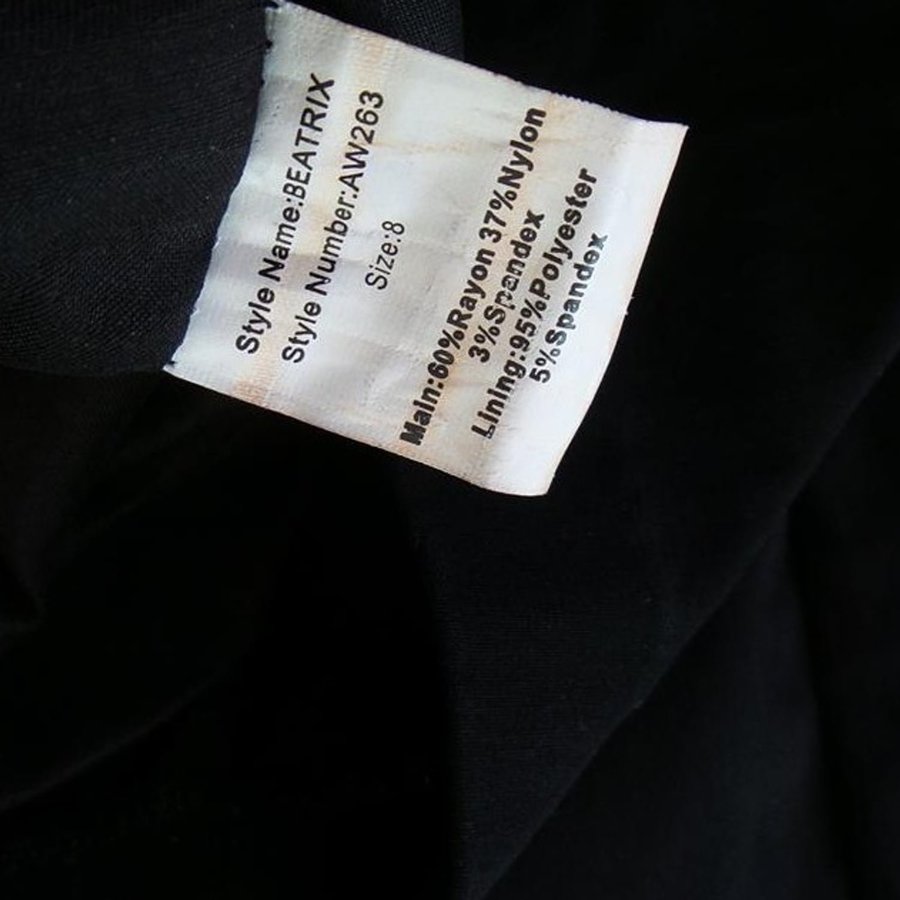 Style Name:BEATRIX
Style Number:AW263
Size:8
Main:60%Rayon 37%Nylon
3%Spandex
Lining:95%Polyester
5%Spandex